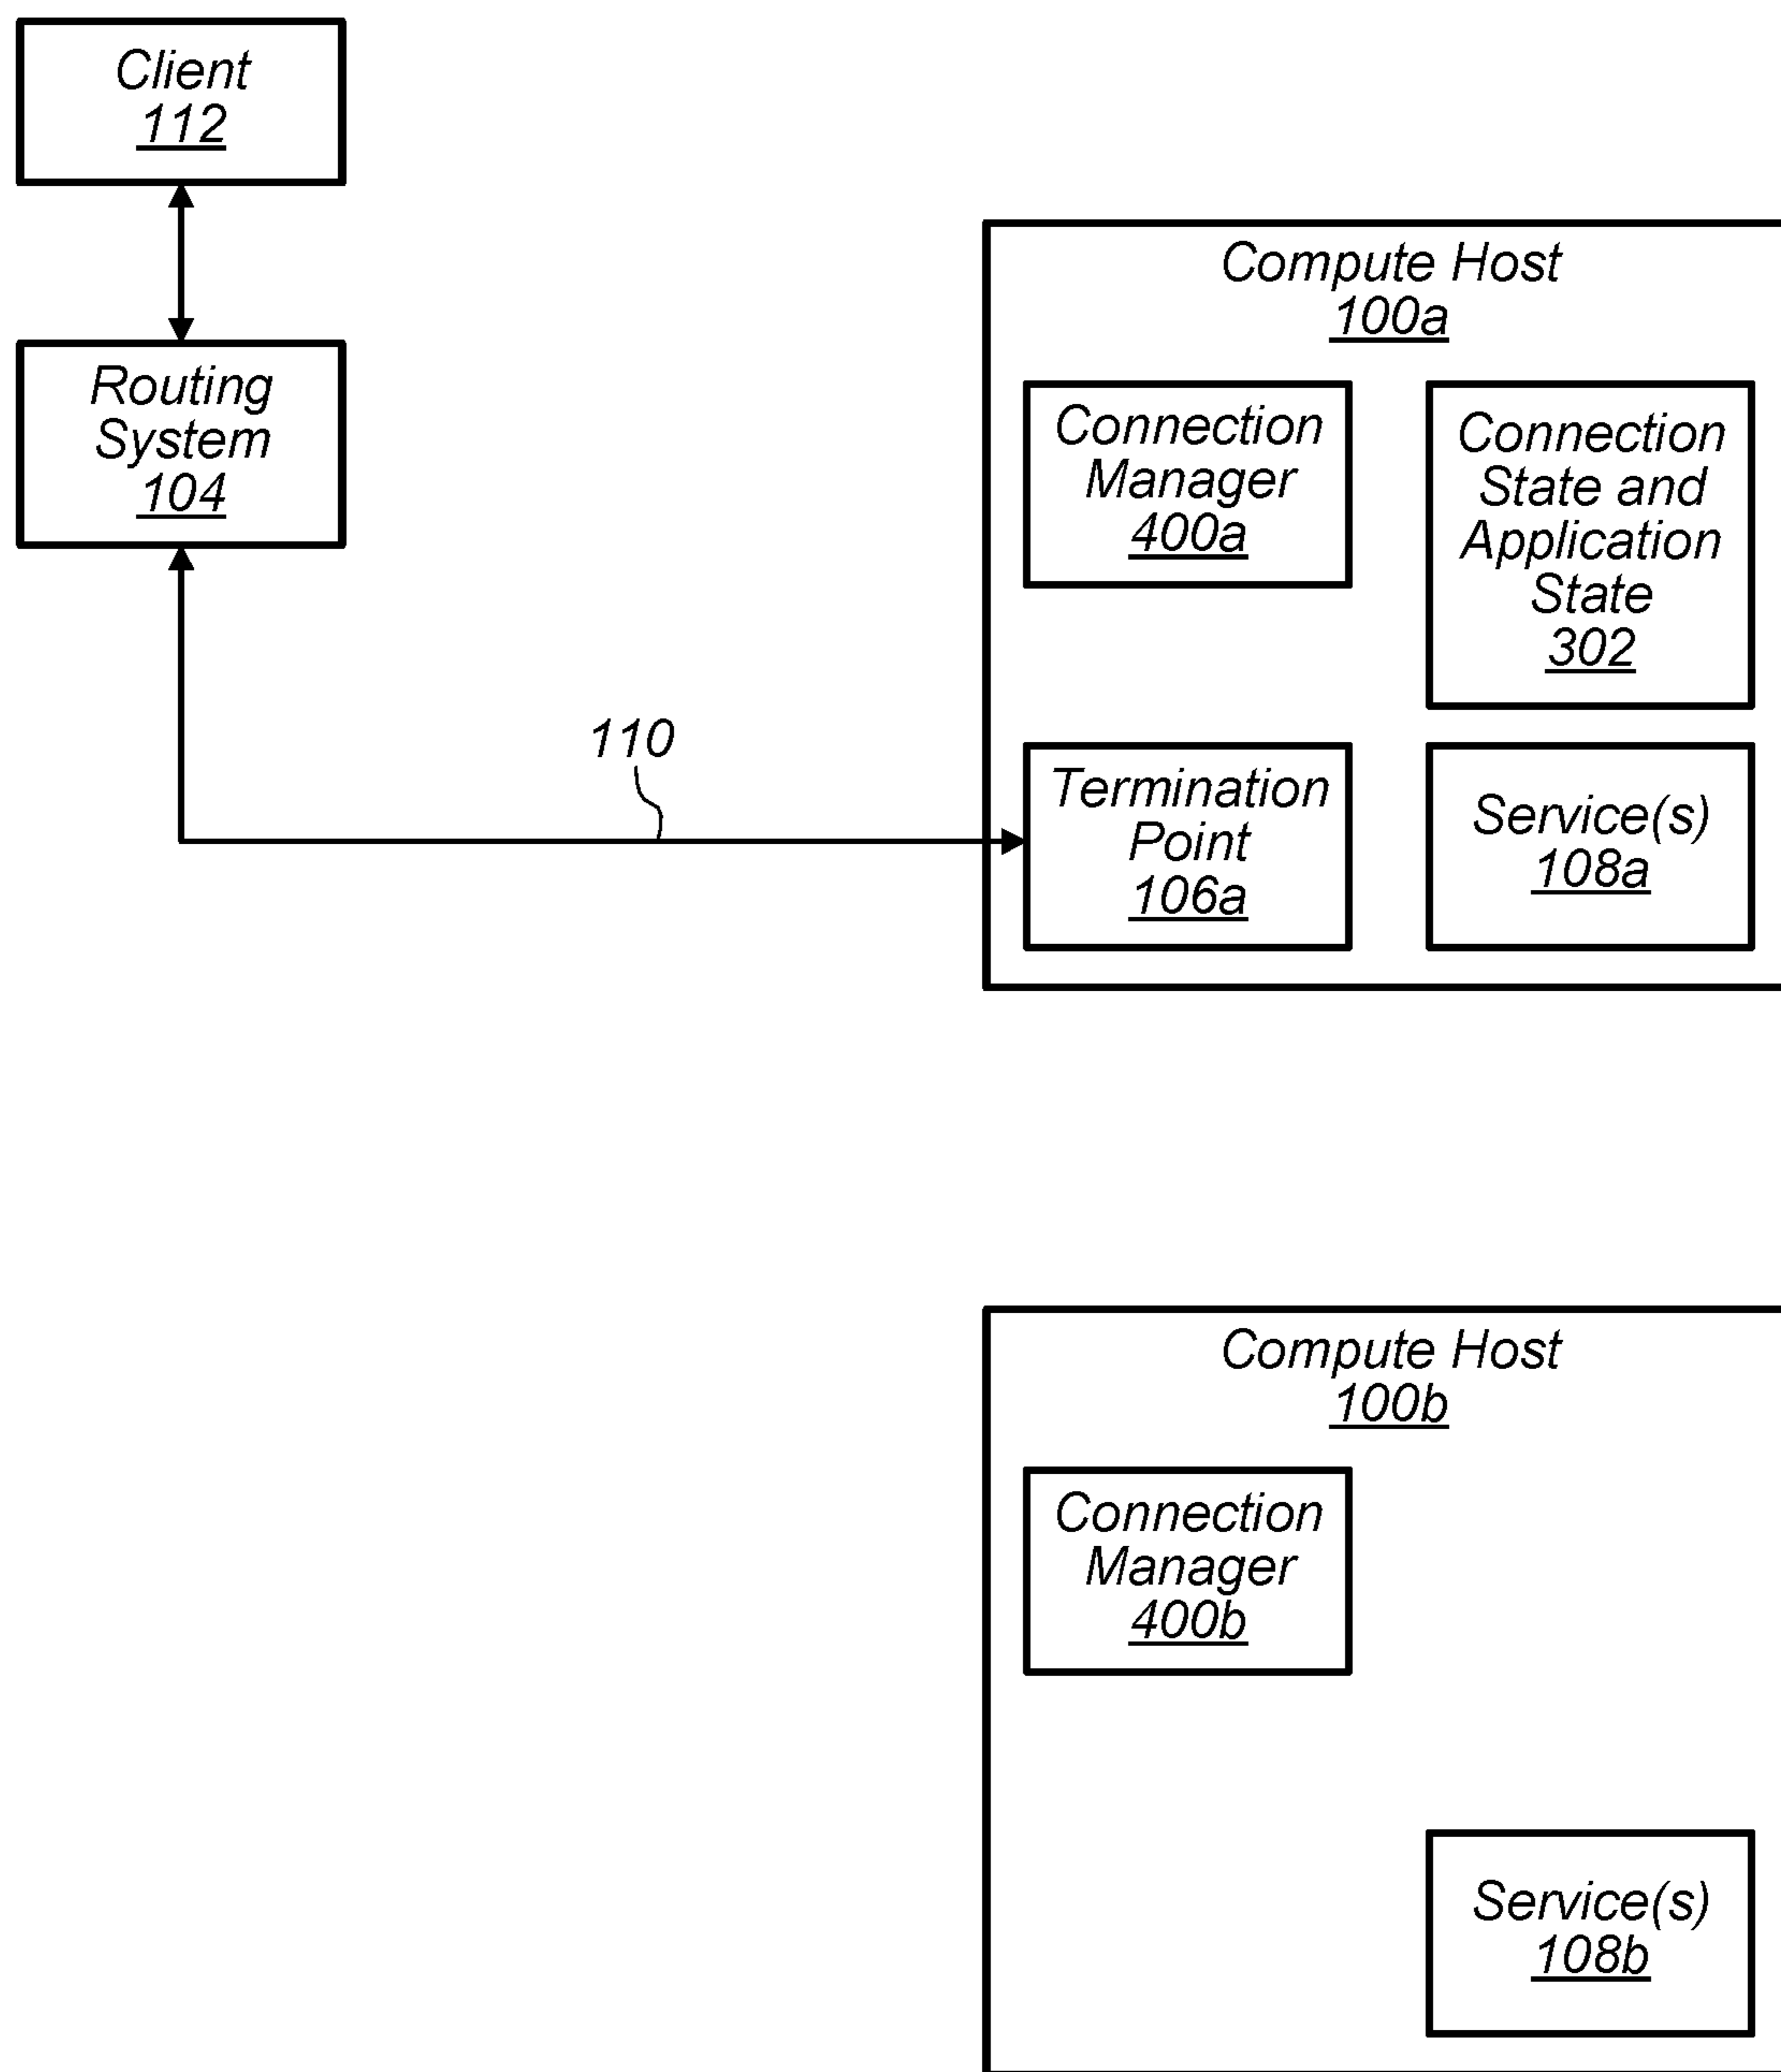 Client
112
Routing
System
104
110
Compute Host
100a
Connection
Manager
400a
Connection
State and
Application
State
302
Termination
Point
106a
Service(s)
108a
Compute Host
100b
Connection
Manager
400b
Service(s)
108b